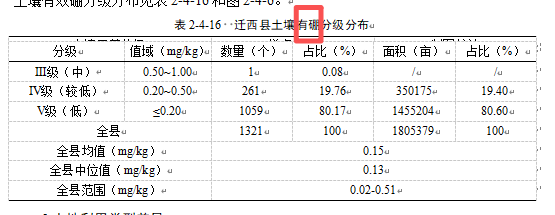 土壤有效硼分级分布见表 2-4-16 和图 2-4-6。
表 2-4-16··迁西县土壤有硼分级分布
分级 值域（mg/kg） 数量（个） 占比（%） 面积（亩） 占比（%）
III级（中） 0.50~1.00 1 0.08 / /
IV级（较低） 0.20~0.50 261 19.76 350175 19.40
V级（低） ≤0.20 1059 80.17 1455204 80.60
全县 1321 100 1805379 100
全县均值（mg/kg） 0.15
全县中位值（mg/kg） 0.13
全县范围（mg/kg） 0.02-0.51